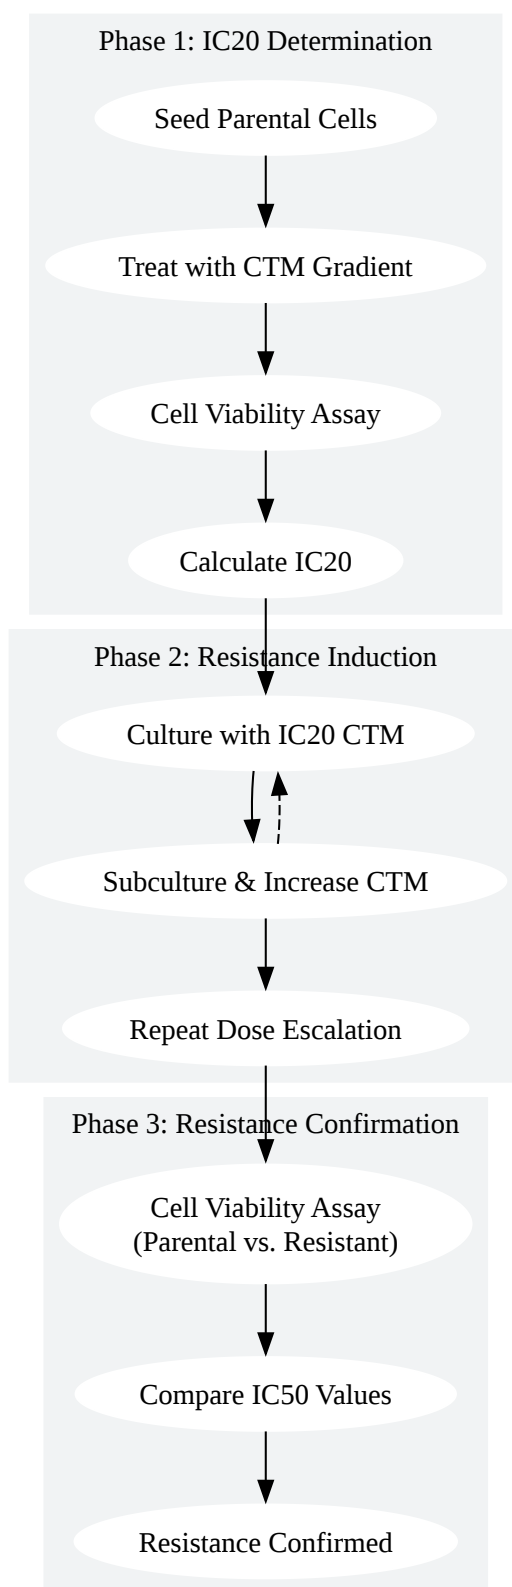 Phase 1: IC20 Determination
Seed Parental Cells
Treat with CTM Gradient
Cell Viability Assay
Calculate IC20
Phase 2: Resistance Induction
Culture with IC20 CTM
Subculture & Increase CTM
Repeat Dose Escalation
Phase 3: Resistance Confirmation
Cell Viability Assay
(Parental vs. Resistant)
Compare IC50 Values
Resistance Confirmed